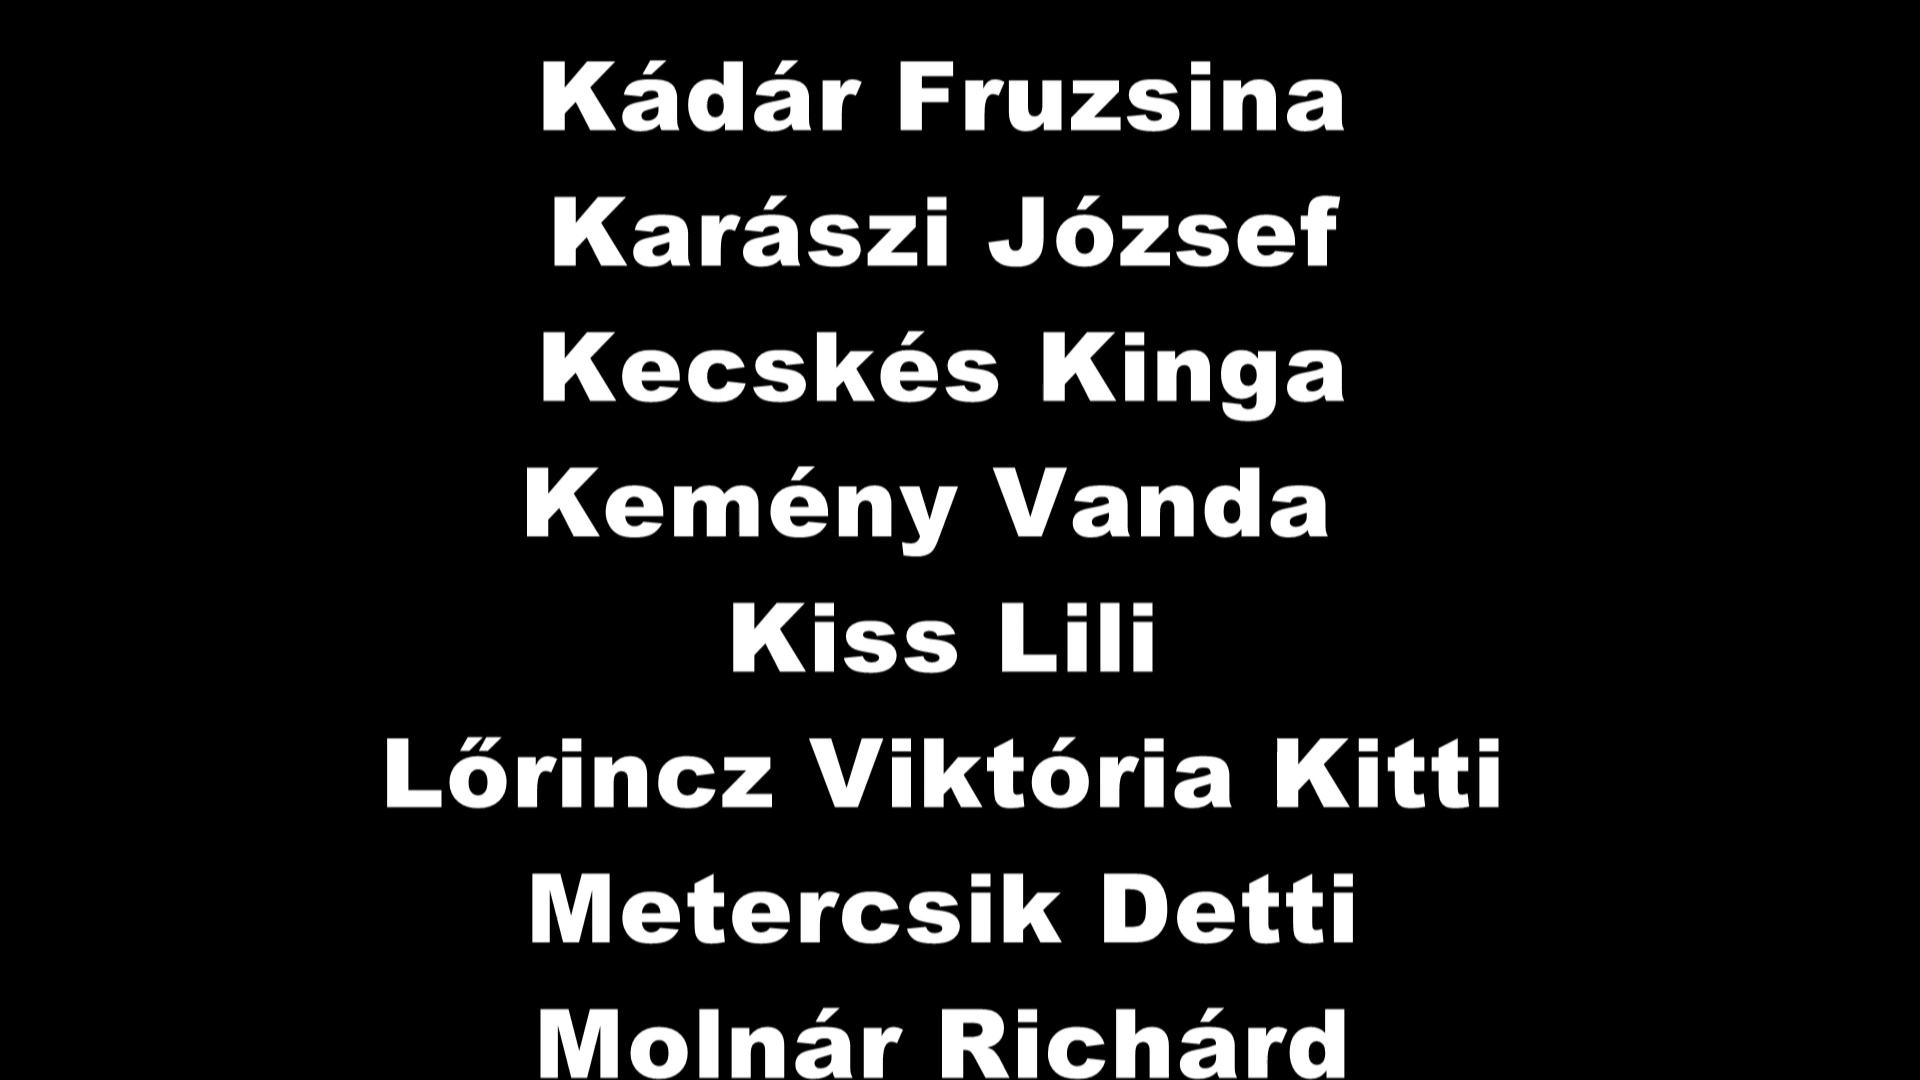 Kádár Fruzsina
Karászi József
Kecskés Kinga
Kemény Vanda
Kiss Lili
Lőrincz Viktória Kitti
Metercsik Detti
Molnár Richárd